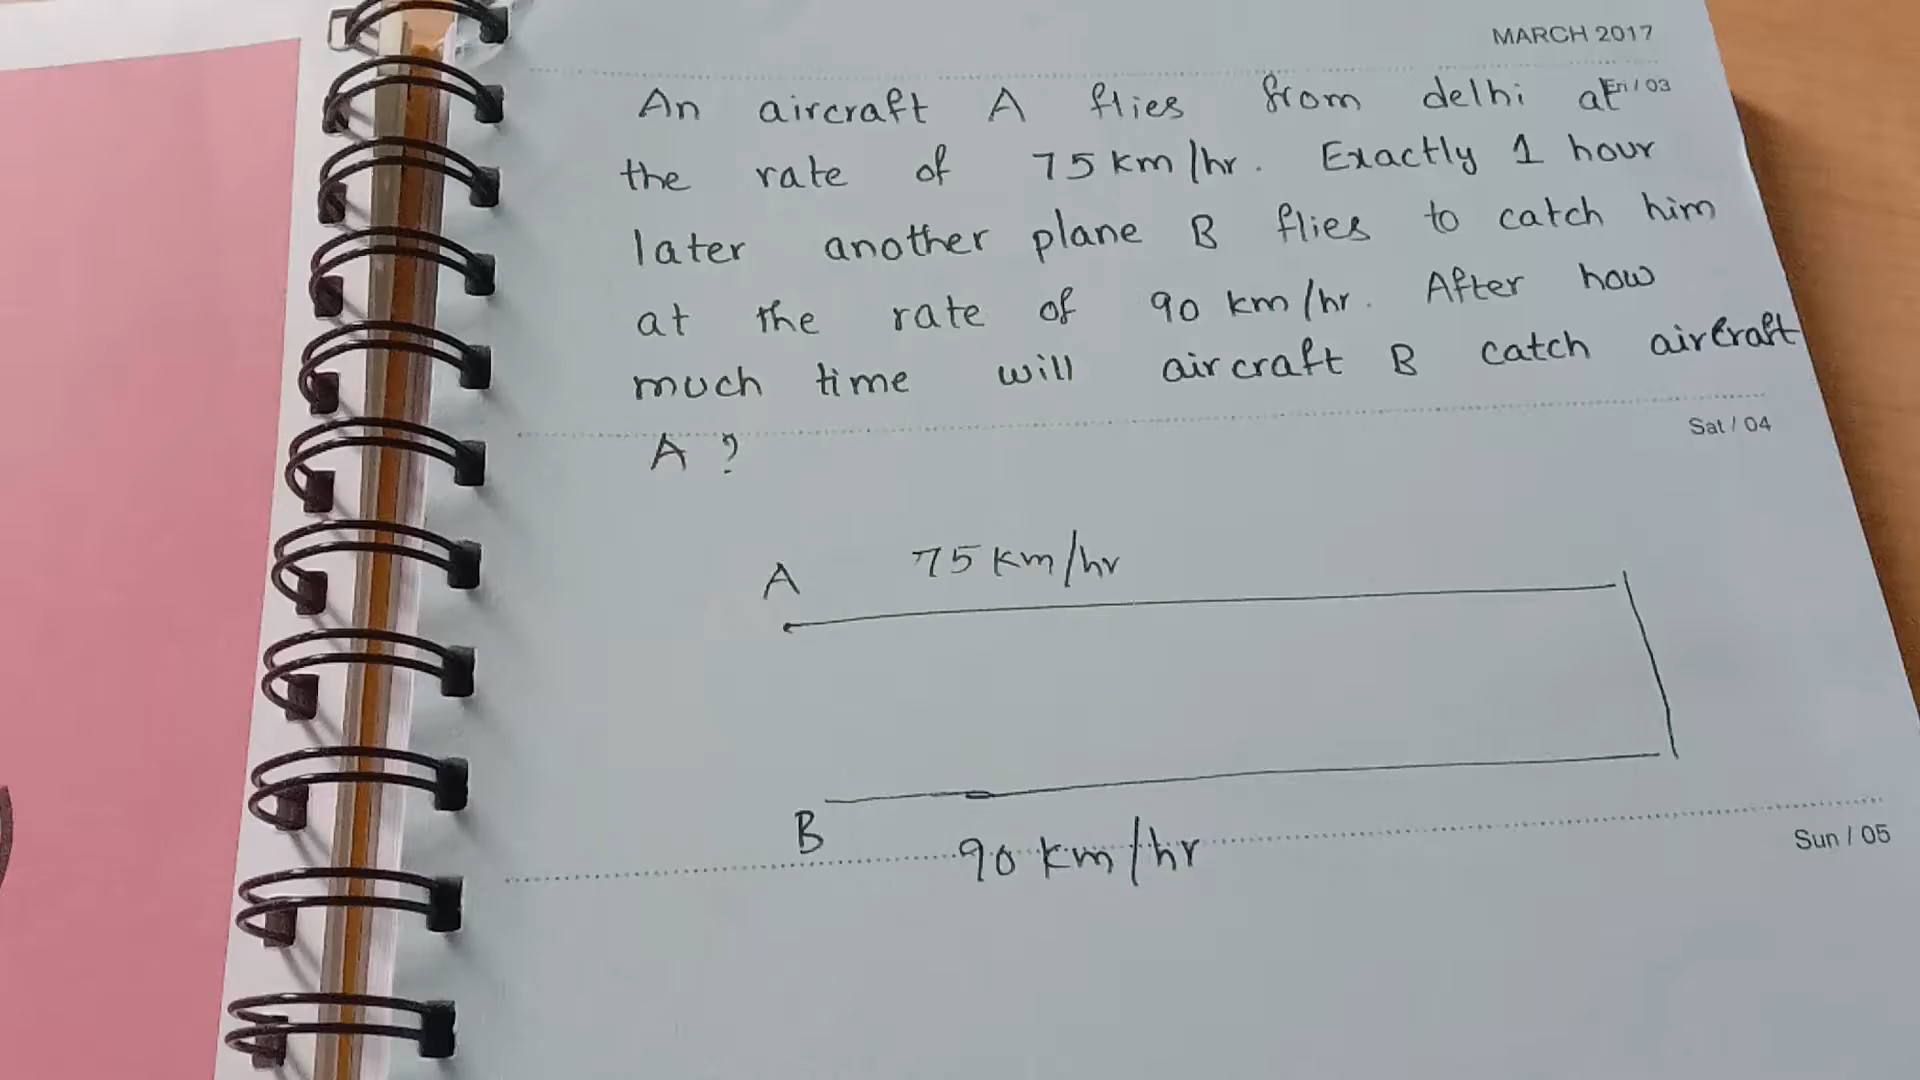 MARCH 2017
An aircraft A flies from delhi at
Fri / 03
the rate of 75 km/hr. Exactly 1 hour
later another plane B flies to catch him
at the rate of 90 km/hr. After how
much time will aircraft B catch aircraft
Sat / 04
A ?
A 75 km/hr
B 90 km/hr
Sun / 05